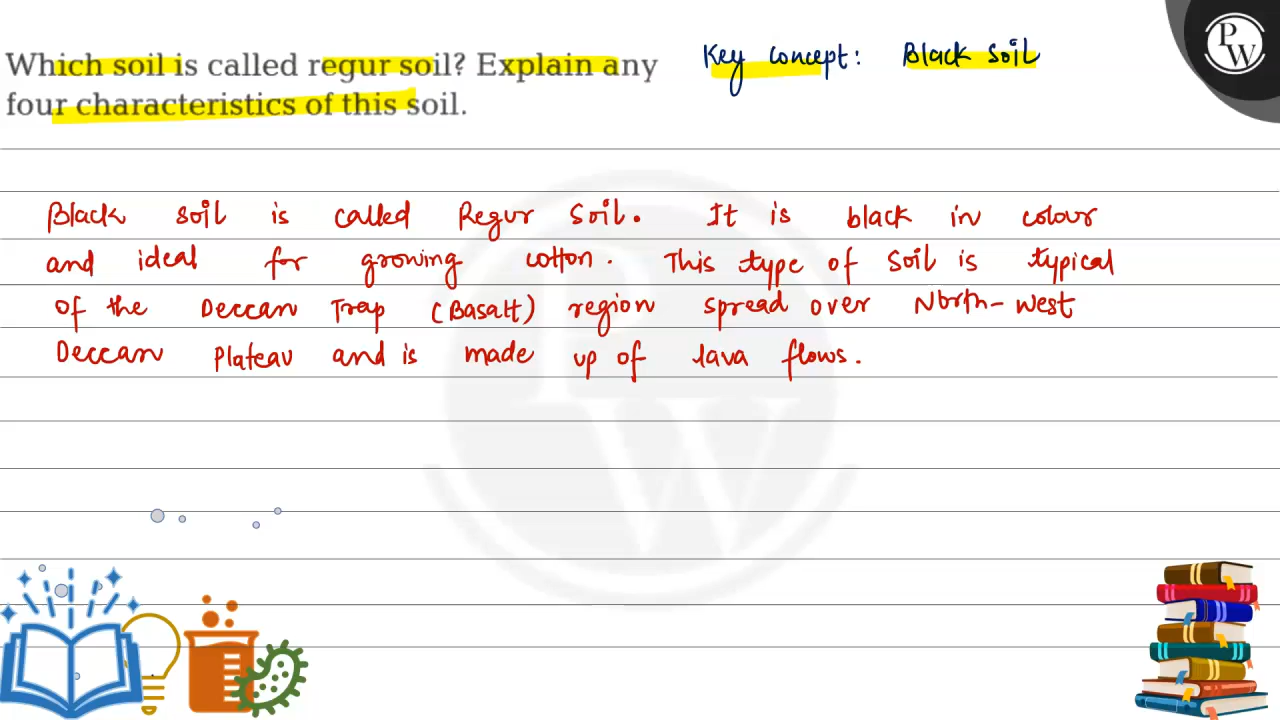 Which soil is called regur soil? Explain any
four characteristics of this soil.
Key concept: Black Soil
PW
Black soil is called Regur Soil. It is black in colour
and ideal for growing cotton. This type of Soil is typical
of the Deccan Trap (Basalt) region spread over North-West
Deccan Plateau and is made up of lava flows.
PW